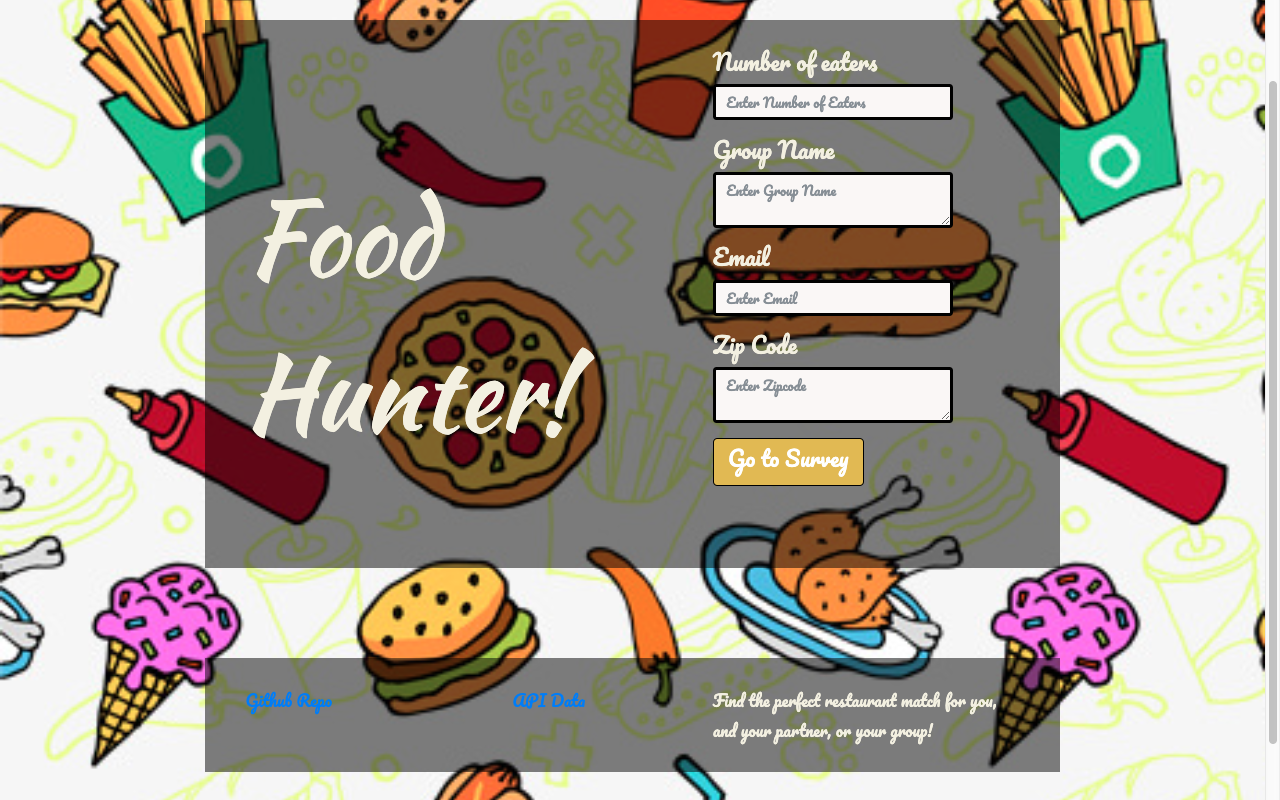 Food
Hunter!
Number of eaters
Enter Number of Eaters
Group Name
Enter Group Name
Email
Enter Email
Zip Code
Enter Zipcode
Go to Survey
Github Repo
API Data
Find the perfect restaurant match for you,
and your partner, or your group!